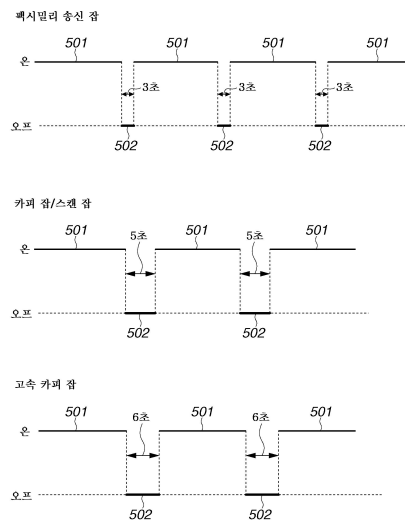 팩시밀리 송신 잡
501 501 501 501
온
3초 3초 3초
오프
502 502 502
카피 잡/스캔 잡
501 5초 501 5초 501
온
오프
502 502
고속 카피 잡
501 6초 501 6초 501
온
오프
502 502